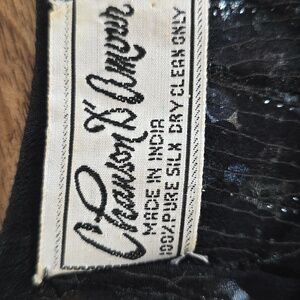 Chanson D'Amour
MADE IN INDIA
100% PURE SILK DRY CLEAN ONLY